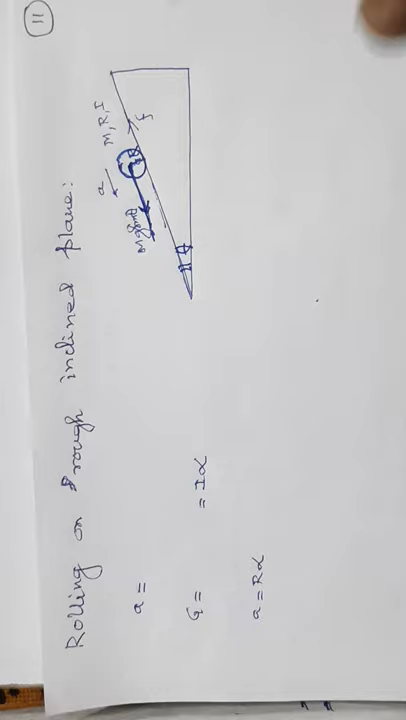 11
Rolling on rough inclined plane:
a =
= Iα
a = Rα
a
M, R, I
f
mg sinθ
θ